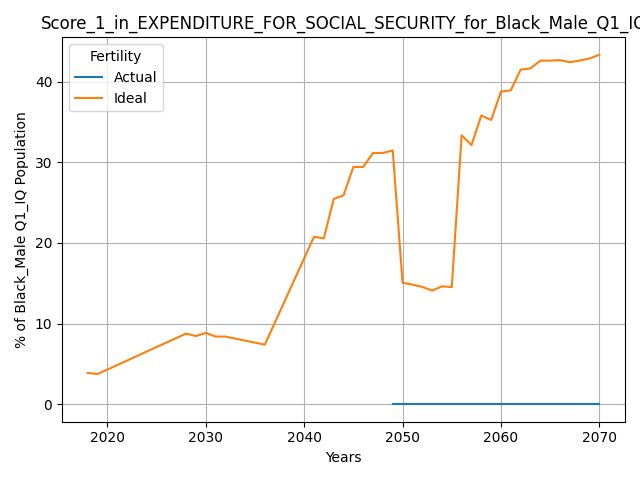 Score_1_in_EXPENDITURE_FOR_SOCIAL_SECURITY_for_Black_Male_Q1_IQ
Fertility
Actual
Ideal
% of Black_Male Q1_IQ Population
40
30
20
10
0
2020 2030 2040 2050 2060 2070
Years